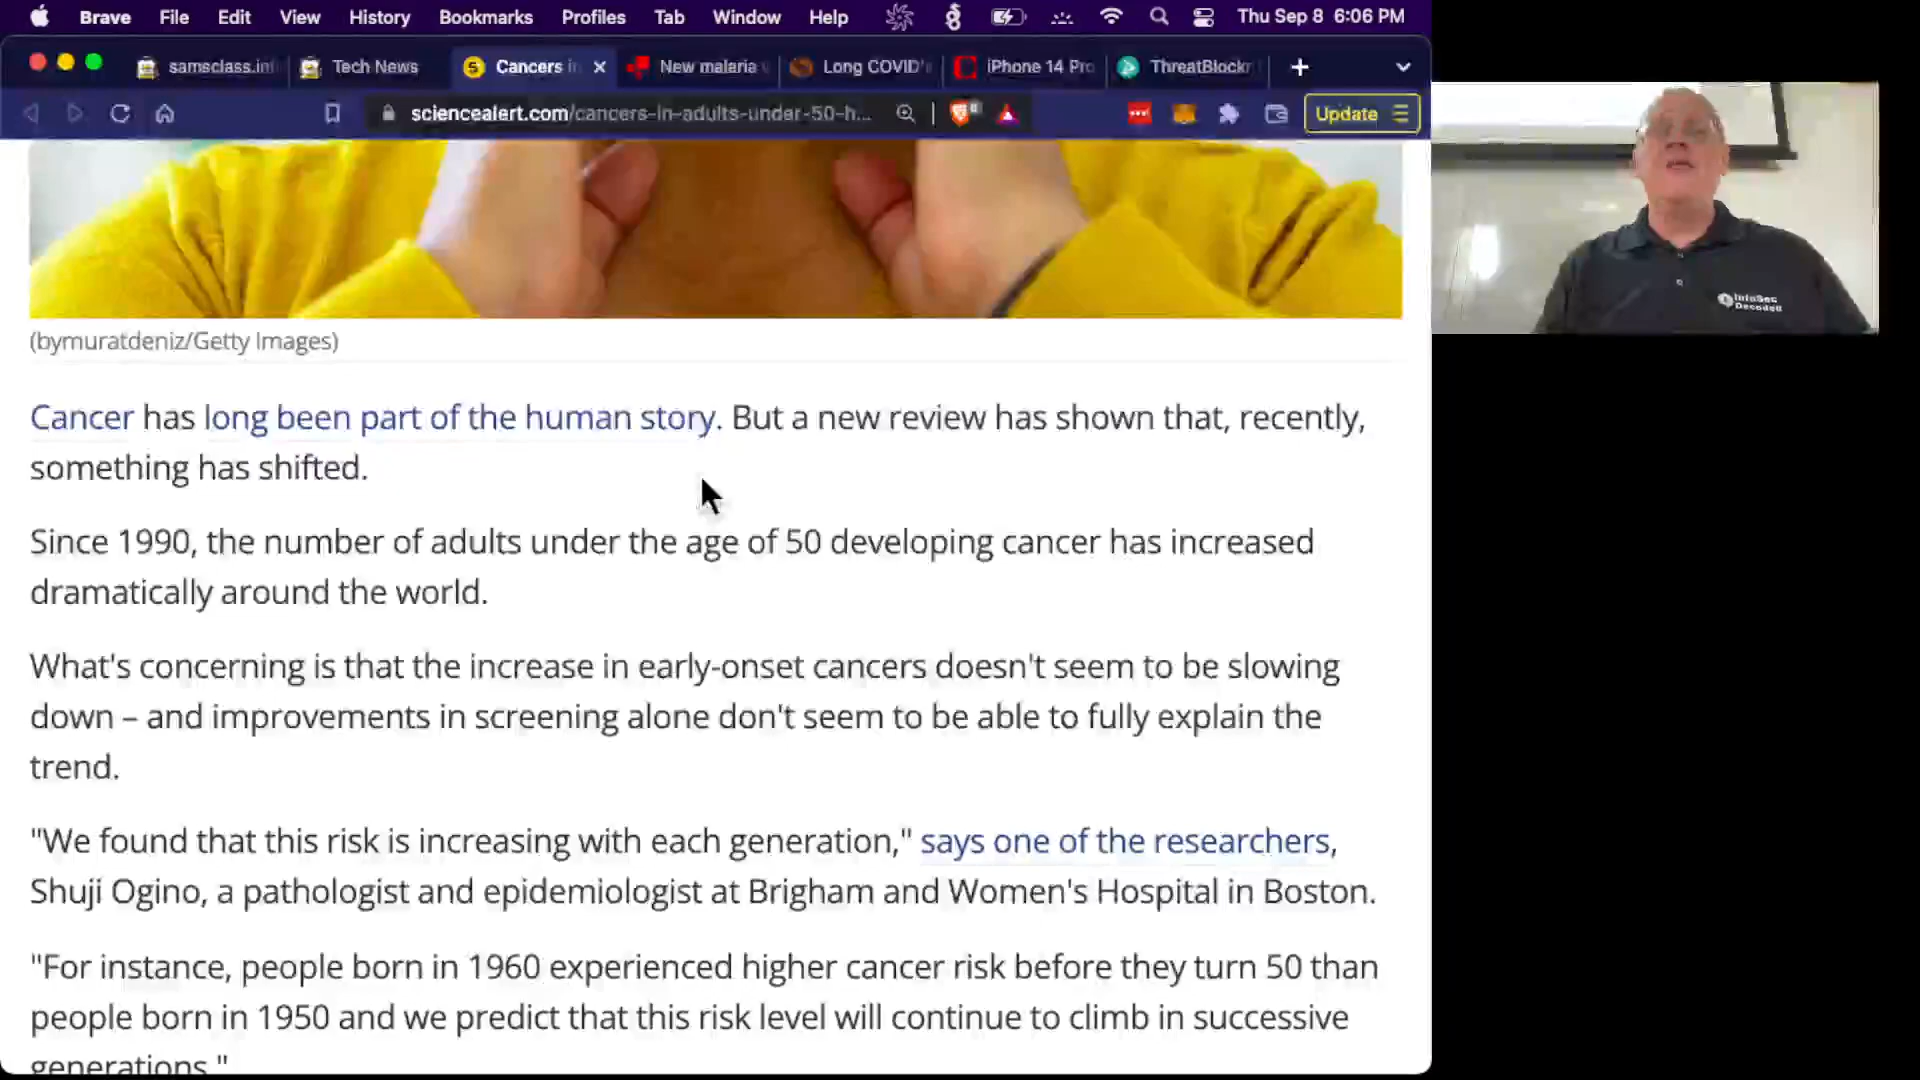 Brave File Edit View History Bookmarks Profiles Tab Window Help Thu Sep 8 6:06 PM
samsclass.inf Tech News Cancers in New malaria Long COVID's iPhone 14 Pro ThreatBlockr
sciencealert.com/cancers-in-adults-under-50-h... Update
InfoSec
Decoded
(bymuratdeniz/Getty Images)
Cancer has long been part of the human story. But a new review has shown that, recently,
something has shifted.
Since 1990, the number of adults under the age of 50 developing cancer has increased
dramatically around the world.
What's concerning is that the increase in early-onset cancers doesn't seem to be slowing
down – and improvements in screening alone don't seem to be able to fully explain the
trend.
"We found that this risk is increasing with each generation," says one of the researchers,
Shuji Ogino, a pathologist and epidemiologist at Brigham and Women's Hospital in Boston.
"For instance, people born in 1960 experienced higher cancer risk before they turn 50 than
people born in 1950 and we predict that this risk level will continue to climb in successive
generations."